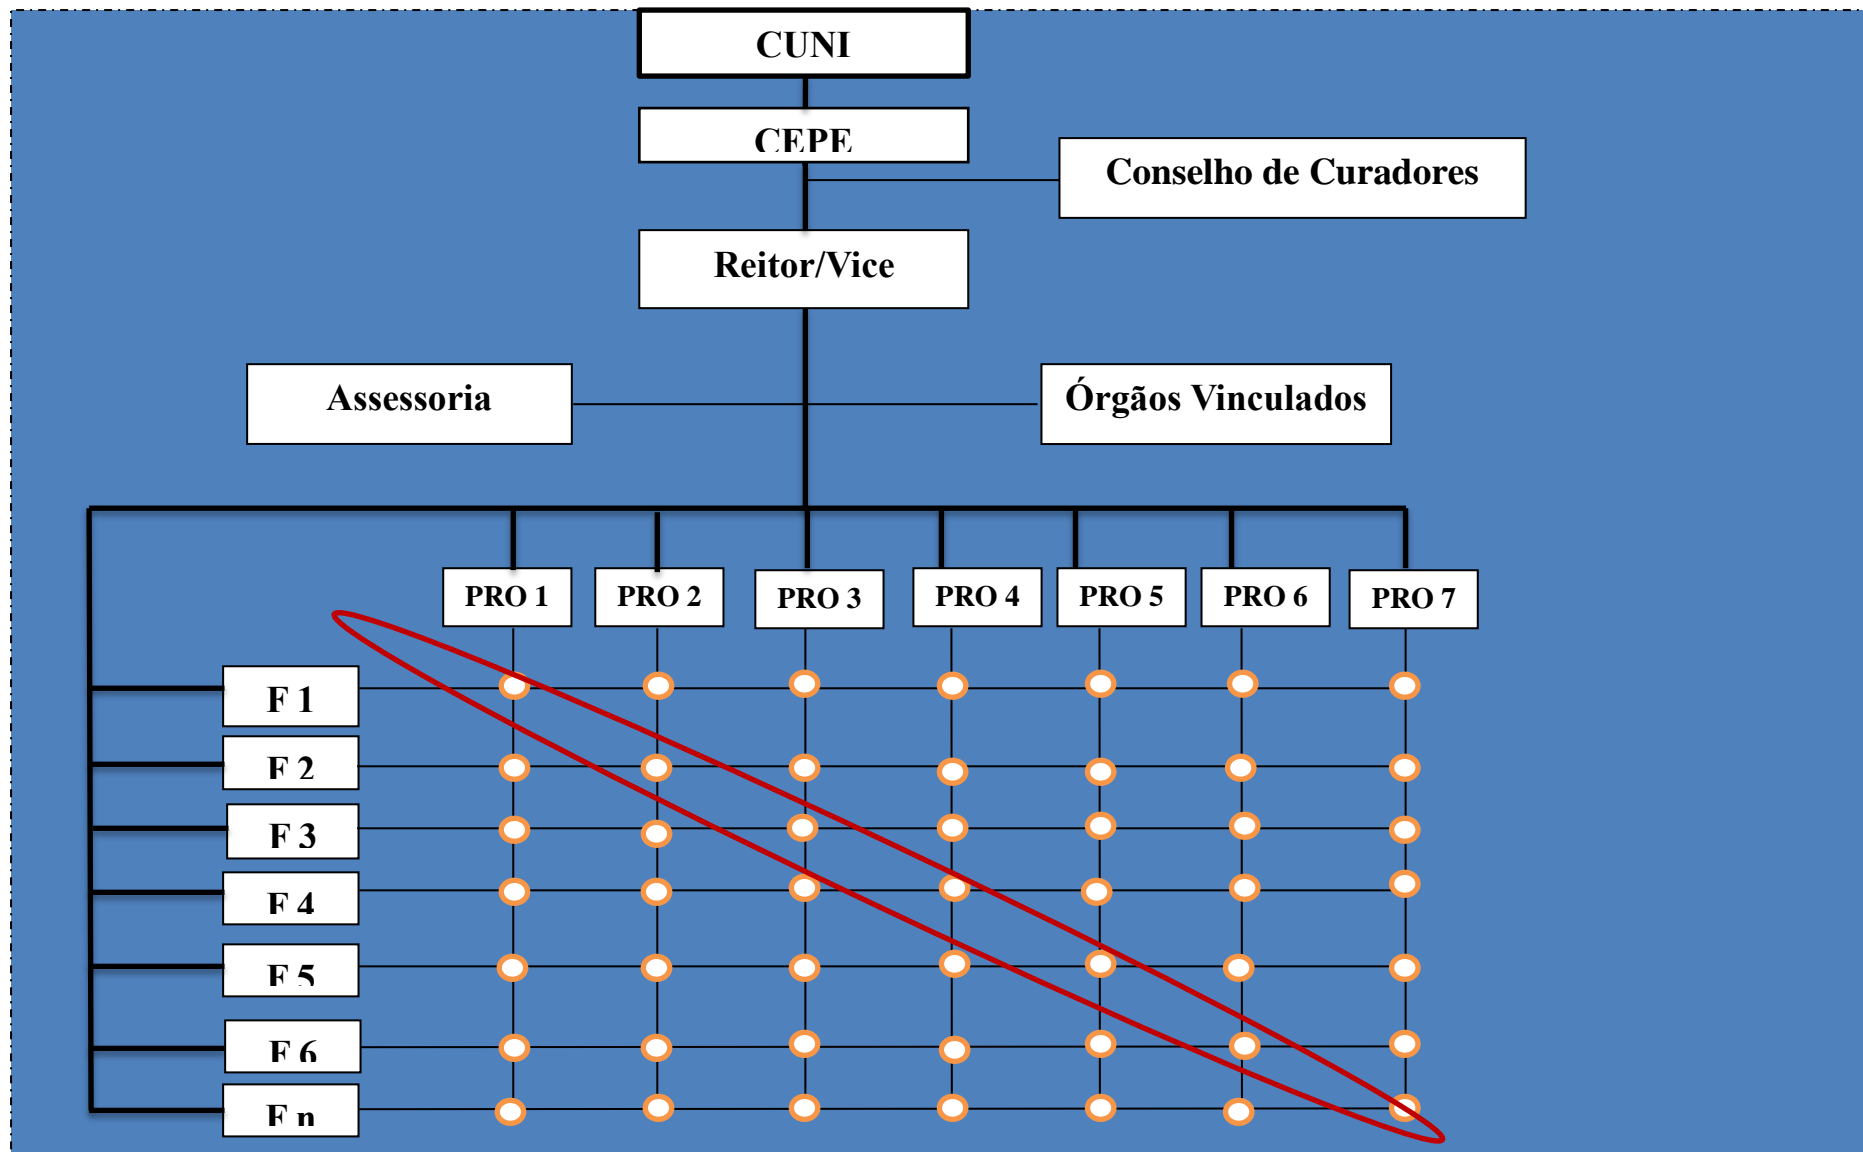 CUNI
CEPE
Conselho de Curadores
Reitor/Vice
Assessoria
Órgãos Vinculados
PRO 1
PRO 2
PRO 3
PRO 4
PRO 5
PRO 6
PRO 7
F 1
F 2
F 3
F 4
F 5
F 6
F n